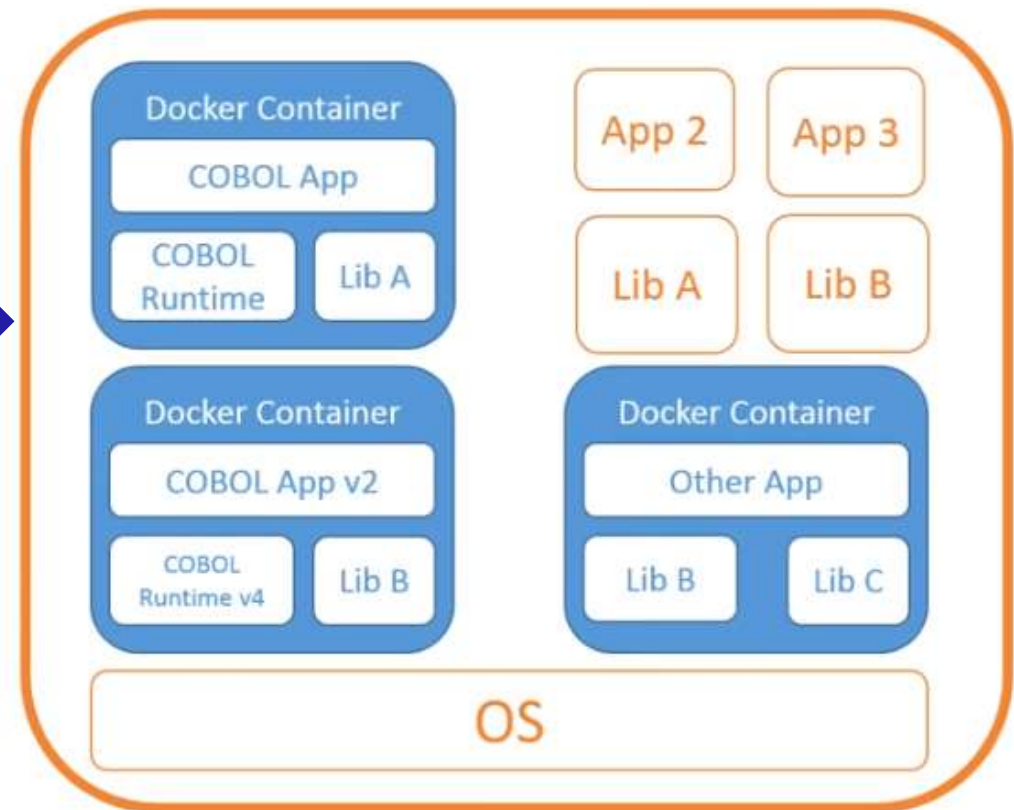 Docker Container
COBOL App
COBOL
Runtime
Lib A
App 2
App 3
Lib A
Lib B
Docker Container
COBOL App v2
COBOL
Runtime v4
Lib B
Docker Container
Other App
Lib B
Lib C
OS